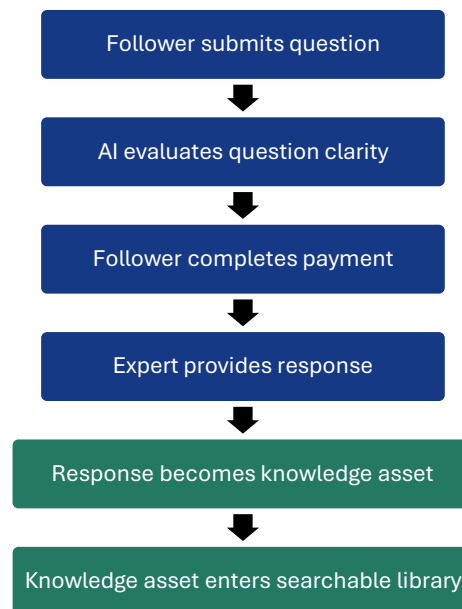 Follower submits question
AI evaluates question clarity
Follower completes payment
Expert provides response
Response becomes knowledge asset
Knowledge asset enters searchable library